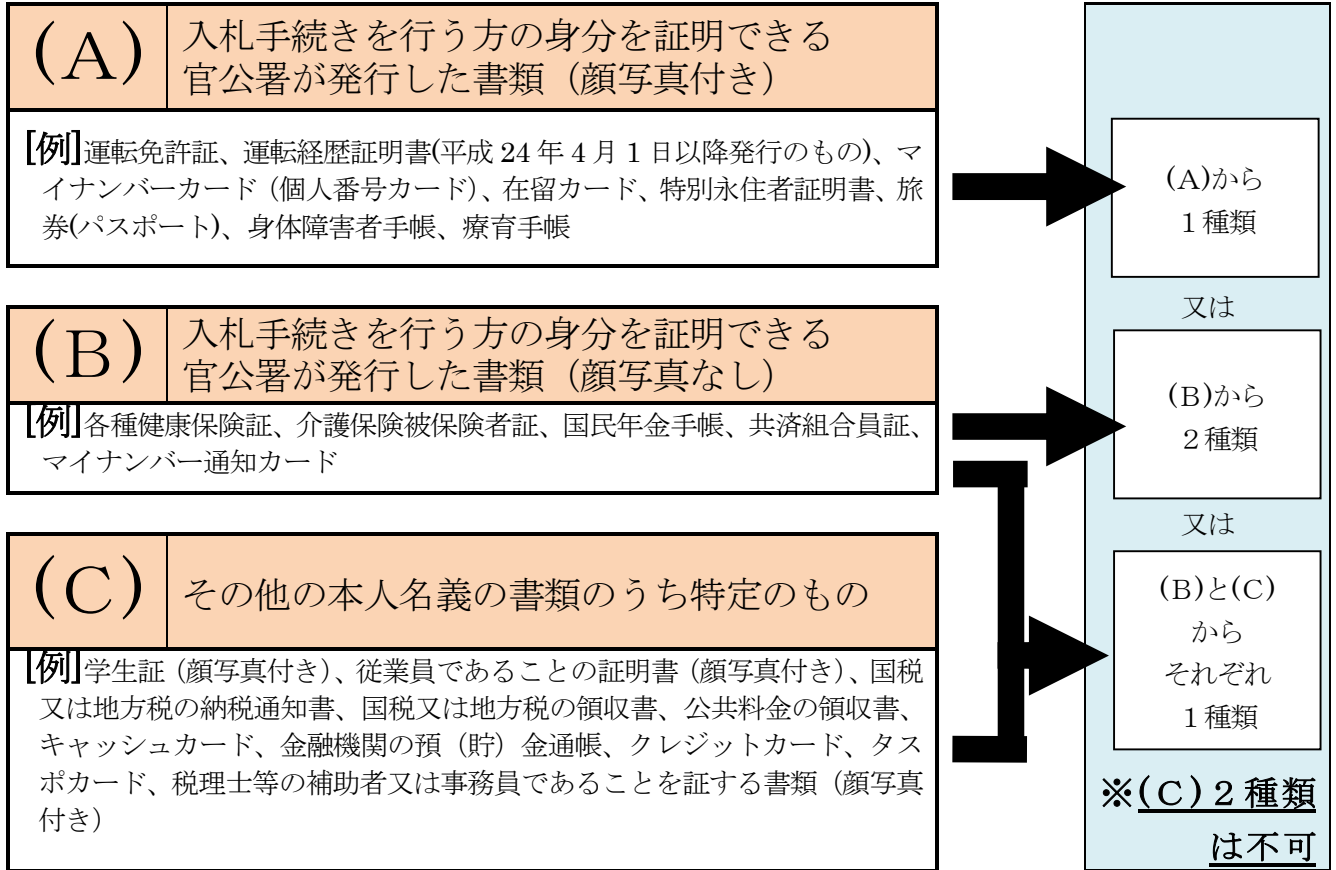 (A)
入札手続きを行う方の身分を証明できる
官公署が発行した書類（顔写真付き）
[例]運転免許証、運転経歴証明書(平成 24 年 4 月 1 日以降発行のもの)、マ
イナンバーカード（個人番号カード）、在留カード、特別永住者証明書、旅
券(パスポート)、身体障害者手帳、療育手帳
(A)から
１種類
又は
(B)
入札手続きを行う方の身分を証明できる
官公署が発行した書類（顔写真なし）
[例]各種健康保険証、介護保険被保険者証、国民年金手帳、共済組合員証、
マイナンバー通知カード
(B)から
２種類
又は
(C)
その他の本人名義の書類のうち特定のもの
[例]学生証（顔写真付き）、従業員であることの証明書（顔写真付き）、国税
又は地方税の納税通知書、国税又は地方税の領収書、公共料金の領収書、
キャッシュカード、金融機関の預（貯）金通帳、クレジットカード、タス
ポカード、税理士等の補助者又は事務員であることを証する書類（顔写真
付き）
(B)と(C)
から
それぞれ
１種類
※(C)２種類
は不可